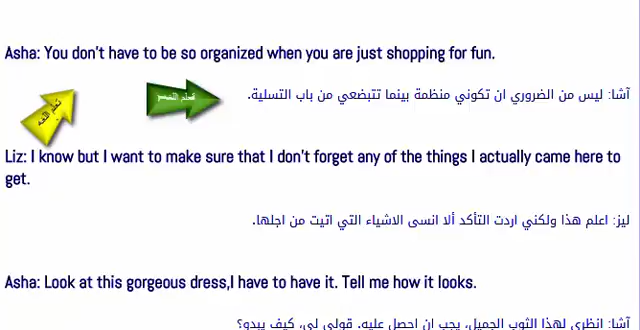 Asha: You don't have to be so organized when you are just shopping for fun.
آشا: ليس من الضروري ان تكوني منظمة بينما تتبضعي من باب التسلية.
Liz: I know but I want to make sure that I don't forget any of the things I actually came here to
get.
ليز: اعلم هذا ولكني اردت التأكد ألا انسى الاشياء التي اتيت من اجلها.
Asha: Look at this gorgeous dress,I have to have it. Tell me how it looks.
آشا: انظري لهذا الثوب الجميل، يجب ان احصل عليه. قولي لي، كيف يبدو؟